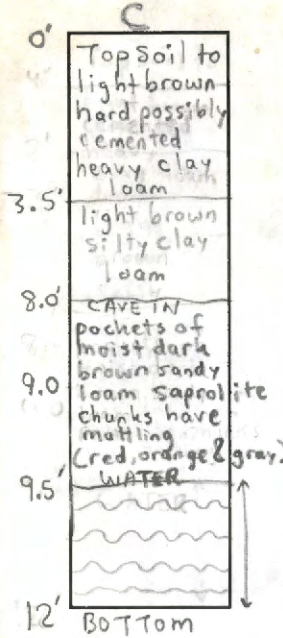 C
0'
Top Soil to
light brown
hard possibly
cemented
heavy clay
loam
3.5'
light brown
silty clay
loam
8.0'
CAVE IN
pockets of
moist dark
brown sandy
9.0
loam saprolite
chunks have
mottling
(red, orange & gray)
9.5'
WATER
12'
BOTTOM